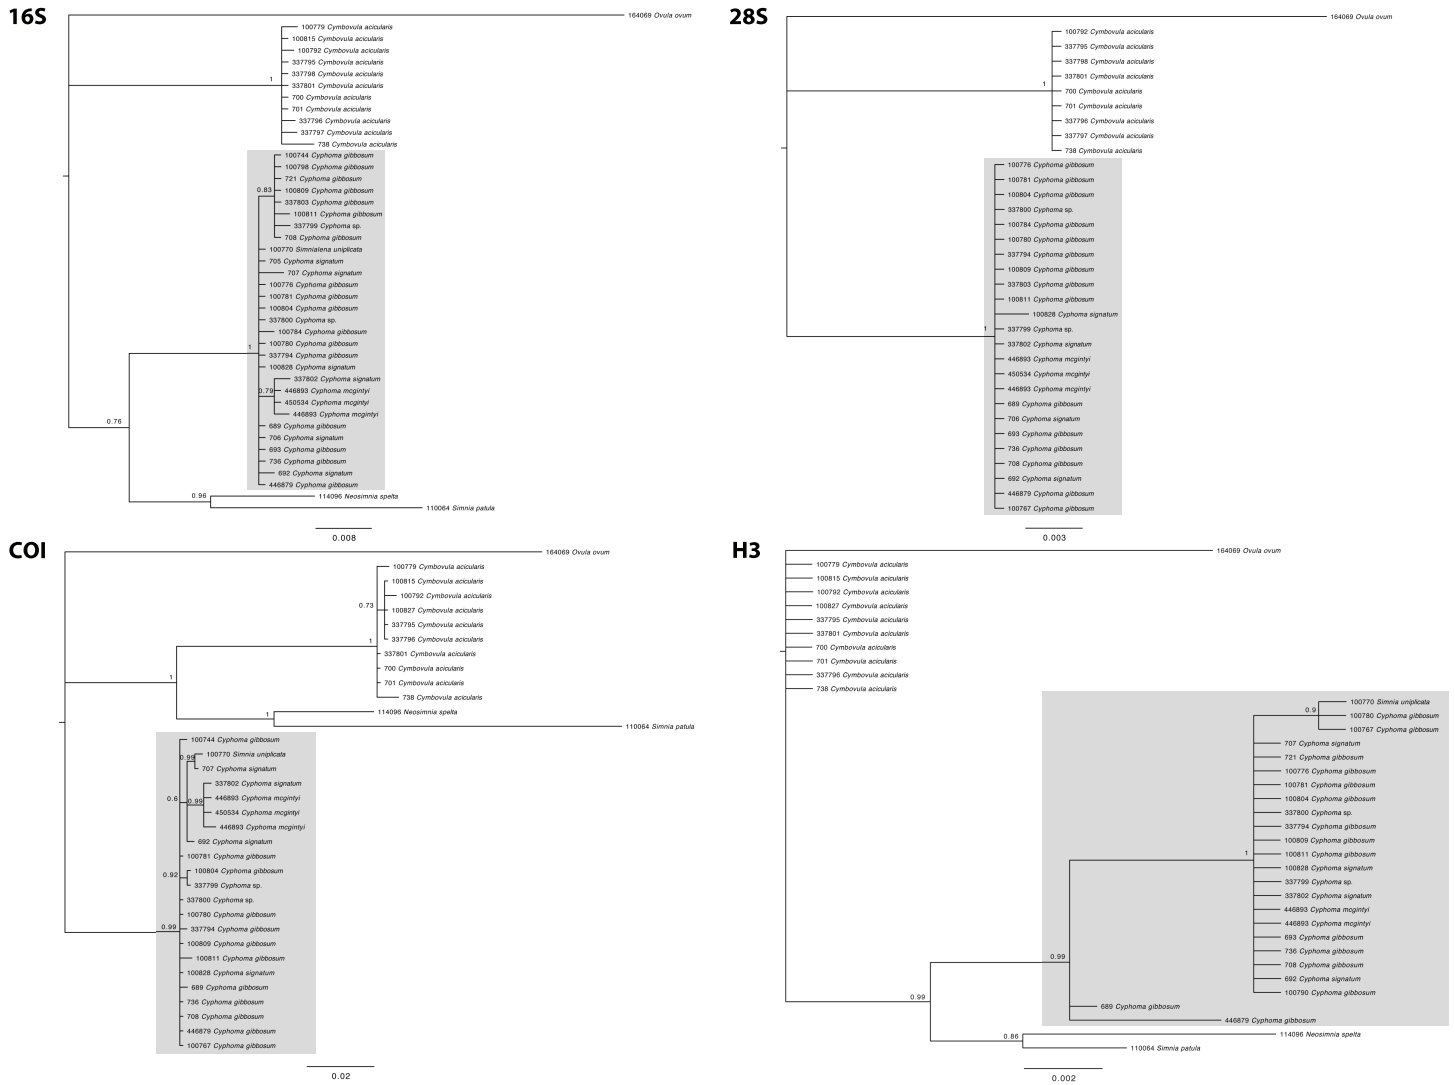 16S
164069 Ovula ovum
100779 Cymbovula acicularis
100815 Cymbovula acicularis
100792 Cymbovula acicularis
337795 Cymbovula acicularis
337798 Cymbovula acicularis
1
337801 Cymbovula acicularis
700 Cymbovula acicularis
701 Cymbovula acicularis
337796 Cymbovula acicularis
337797 Cymbovula acicularis
738 Cymbovula acicularis
100744 Cyphoma gibbosum
100798 Cyphoma gibbosum
721 Cyphoma gibbosum
0.83
100809 Cyphoma gibbosum
337803 Cyphoma gibbosum
100811 Cyphoma gibbosum
337799 Cyphoma sp.
708 Cyphoma gibbosum
100770 Simnialena uniplicata
705 Cyphoma signatum
707 Cyphoma signatum
100776 Cyphoma gibbosum
100781 Cyphoma gibbosum
100804 Cyphoma gibbosum
337800 Cyphoma sp.
100784 Cyphoma gibbosum
100780 Cyphoma gibbosum
1
337794 Cyphoma gibbosum
100828 Cyphoma signatum
337802 Cyphoma signatum
0.79
446893 Cyphoma mcgintyi
450534 Cyphoma mcgintyi
446893 Cyphoma mcgintyi
0.76
689 Cyphoma gibbosum
706 Cyphoma signatum
693 Cyphoma gibbosum
736 Cyphoma gibbosum
692 Cyphoma signatum
446879 Cyphoma gibbosum
0.96
114096 Neosimnia spelta
110064 Simnia patula
0.008
28S
164069 Ovula ovum
100792 Cymbovula acicularis
337795 Cymbovula acicularis
337798 Cymbovula acicularis
337801 Cymbovula acicularis
1
700 Cymbovula acicularis
701 Cymbovula acicularis
337796 Cymbovula acicularis
337797 Cymbovula acicularis
738 Cymbovula acicularis
100776 Cyphoma gibbosum
100781 Cyphoma gibbosum
100804 Cyphoma gibbosum
337800 Cyphoma sp.
100784 Cyphoma gibbosum
100780 Cyphoma gibbosum
337794 Cyphoma gibbosum
100809 Cyphoma gibbosum
337803 Cyphoma gibbosum
100811 Cyphoma gibbosum
100828 Cyphoma signatum
1
337799 Cyphoma sp.
337802 Cyphoma signatum
446893 Cyphoma mcgintyi
450534 Cyphoma mcgintyi
446893 Cyphoma mcgintyi
689 Cyphoma gibbosum
706 Cyphoma signatum
693 Cyphoma gibbosum
736 Cyphoma gibbosum
708 Cyphoma gibbosum
692 Cyphoma signatum
446879 Cyphoma gibbosum
100767 Cyphoma gibbosum
0.003
COI
164069 Ovula ovum
100779 Cymbovula acicularis
100815 Cymbovula acicularis
100792 Cymbovula acicularis
0.73
100827 Cymbovula acicularis
337795 Cymbovula acicularis
337796 Cymbovula acicularis
1
337801 Cymbovula acicularis
700 Cymbovula acicularis
1
701 Cymbovula acicularis
738 Cymbovula acicularis
1
114096 Neosimnia spelta
110064 Simnia patula
100744 Cyphoma gibbosum
0.99
100770 Simnia uniplicata
707 Cyphoma signatum
337802 Cyphoma signatum
0.6
0.99
446893 Cyphoma mcgintyi
450534 Cyphoma mcgintyi
446893 Cyphoma mcgintyi
692 Cyphoma signatum
100781 Cyphoma gibbosum
0.92
100804 Cyphoma gibbosum
337799 Cyphoma sp.
337800 Cyphoma sp.
100780 Cyphoma gibbosum
0.99
337794 Cyphoma gibbosum
100809 Cyphoma gibbosum
100811 Cyphoma gibbosum
100828 Cyphoma signatum
689 Cyphoma gibbosum
736 Cyphoma gibbosum
708 Cyphoma gibbosum
446879 Cyphoma gibbosum
100767 Cyphoma gibbosum
0.02
H3
164069 Ovula ovum
100779 Cymbovula acicularis
100815 Cymbovula acicularis
100792 Cymbovula acicularis
100827 Cymbovula acicularis
337795 Cymbovula acicularis
337801 Cymbovula acicularis
700 Cymbovula acicularis
701 Cymbovula acicularis
337796 Cymbovula acicularis
738 Cymbovula acicularis
100770 Simnia uniplicata
0.9
100780 Cyphoma gibbosum
100767 Cyphoma gibbosum
707 Cyphoma signatum
721 Cyphoma gibbosum
100776 Cyphoma gibbosum
100781 Cyphoma gibbosum
100804 Cyphoma gibbosum
337800 Cyphoma sp.
337794 Cyphoma gibbosum
100809 Cyphoma gibbosum
1
100811 Cyphoma gibbosum
100828 Cyphoma signatum
337799 Cyphoma sp.
337802 Cyphoma signatum
446893 Cyphoma mcgintyi
446893 Cyphoma mcgintyi
693 Cyphoma gibbosum
736 Cyphoma gibbosum
0.99
708 Cyphoma gibbosum
692 Cyphoma signatum
100790 Cyphoma gibbosum
0.99
689 Cyphoma gibbosum
446879 Cyphoma gibbosum
0.86
114096 Neosimnia spelta
110064 Simnia patula
0.002